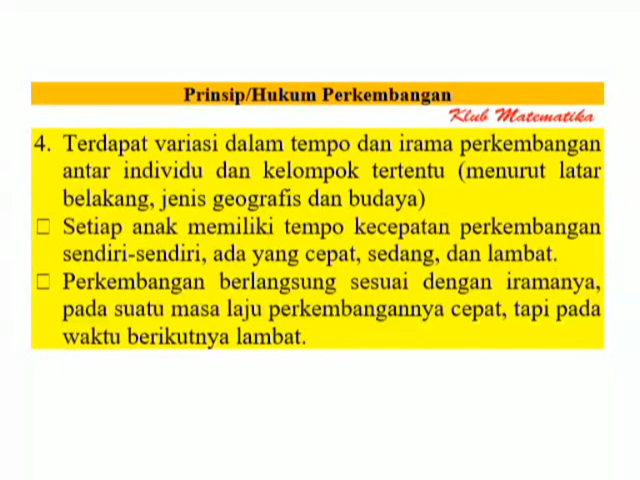 Prinsip/Hukum Perkembangan
Klub Matematika
4. Terdapat variasi dalam tempo dan irama perkembangan
antar individu dan kelompok tertentu (menurut latar
belakang, jenis geografis dan budaya)
□ Setiap anak memiliki tempo kecepatan perkembangan
sendiri-sendiri, ada yang cepat, sedang, dan lambat.
□ Perkembangan berlangsung sesuai dengan iramanya,
pada suatu masa laju perkembangannya cepat, tapi pada
waktu berikutnya lambat.